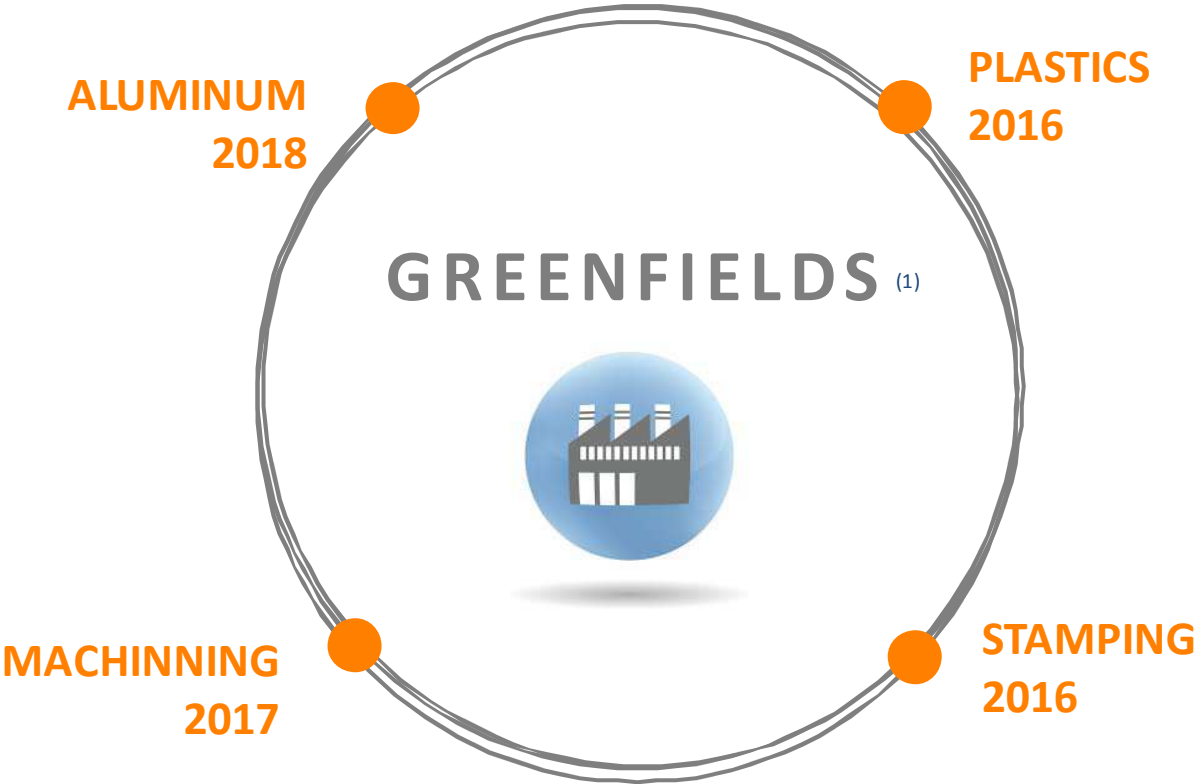 ALUMINUM
2018
PLASTICS
2016
GREENFIELDS (1)
MACHINNING
2017
STAMPING
2016